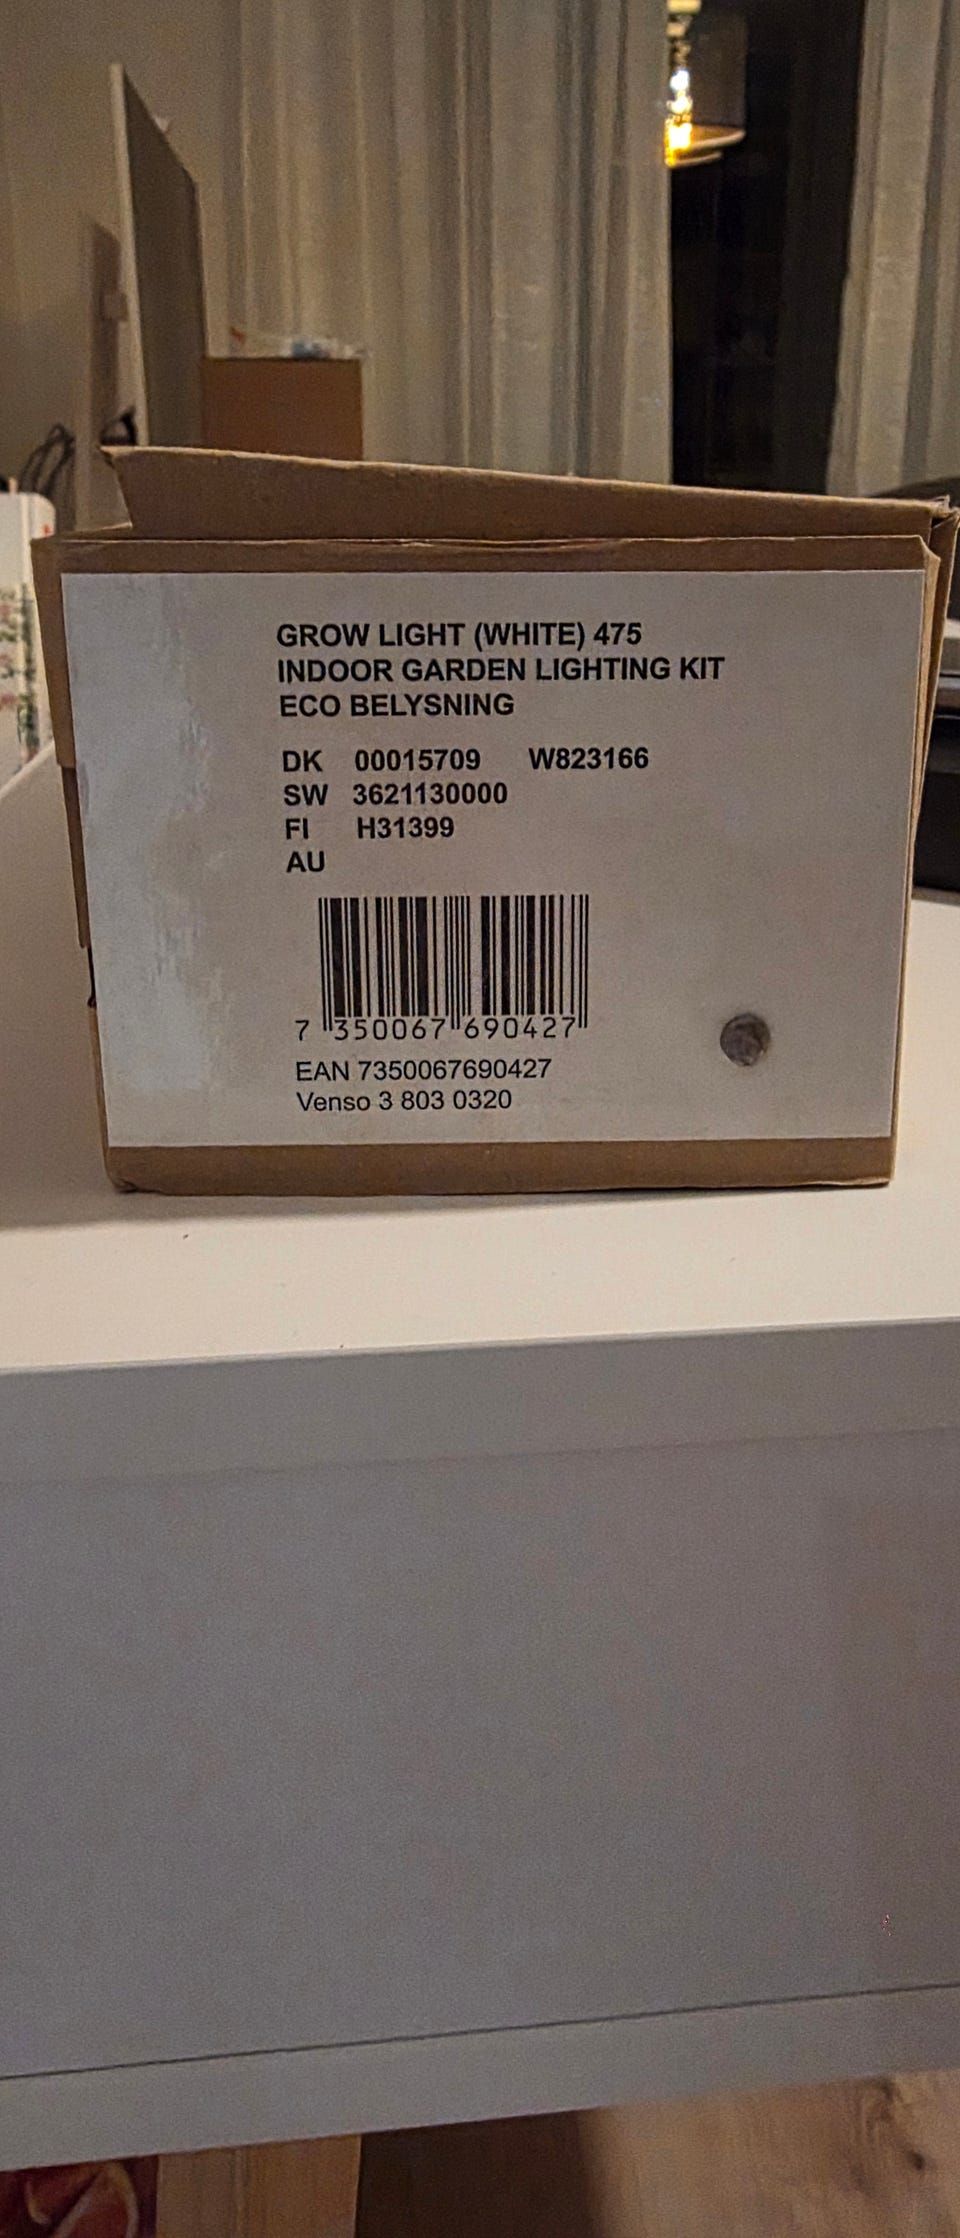 GROW LIGHT (WHITE) 475
INDOOR GARDEN LIGHTING KIT
ECO BELYSNING
DK 00015709 W823166
SW 3621130000
FI H31399
AU
7 350067 690427
EAN 7350067690427
Venso 3 803 0320